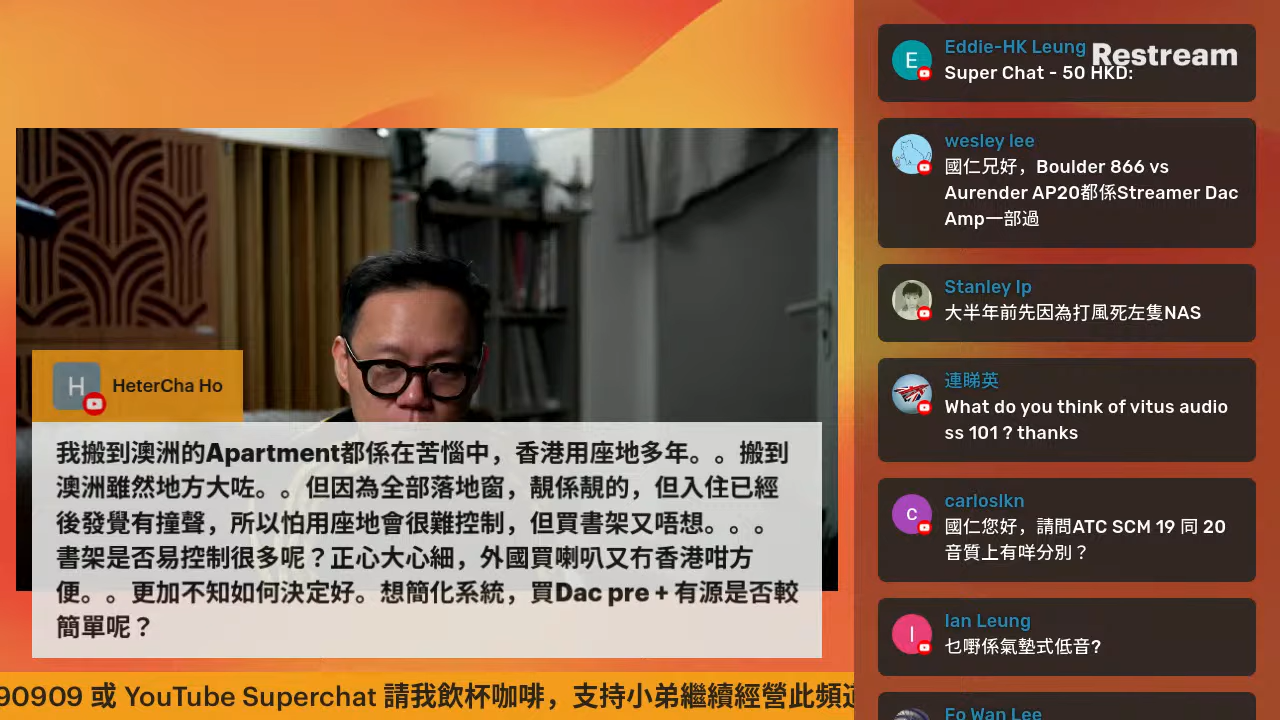 H HeterCha Ho
我搬到澳洲的Apartment都係在苦惱中，香港用座地多年。。搬到
澳洲雖然地方大咗。。但因為全部落地窗，靚係靚的，但入住已經
後發覺有撞聲，所以怕用座地會很難控制，但買書架又唔想。。。
書架是否易控制很多呢？正心大心細，外國買喇叭又冇香港咁方
便。。更加不知如何決定好。想簡化系統，買Dac pre + 有源是否較
簡單呢？
90909 或 YouTube Superchat 請我飲杯咖啡，支持小弟繼續經營此頻道
Restream
E Eddie-HK Leung
Super Chat - 50 HKD:
wesley lee
國仁兄好，Boulder 866 vs
Aurender AP20都係Streamer Dac
Amp一部過
Stanley Ip
大半年前先因為打風死左隻NAS
連睇英
What do you think of vitus audio
ss 101 ? thanks
c carloslkn
國仁您好，請問ATC SCM 19 同 20
音質上有咩分別？
I Ian Leung
乜嘢係氣墊式低音?
Fo Wan Lee